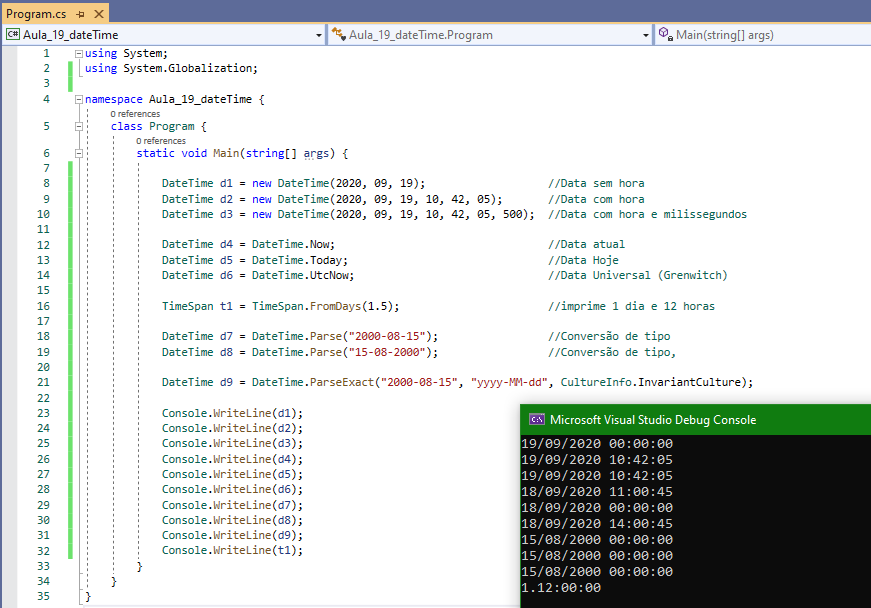 Program.cs
C# Aula_19_dateTime
Aula_19_dateTime.Program
Main(string[] args)
1 using System;
2 using System.Globalization;
3
4 namespace Aula_19_dateTime {
0 references
5 class Program {
0 references
6 static void Main(string[] args) {
7
8 DateTime d1 = new DateTime(2020, 09, 19); //Data sem hora
9 DateTime d2 = new DateTime(2020, 09, 19, 10, 42, 05); //Data com hora
10 DateTime d3 = new DateTime(2020, 09, 19, 10, 42, 05, 500); //Data com hora e milissegundos
11
12 DateTime d4 = DateTime.Now; //Data atual
13 DateTime d5 = DateTime.Today; //Data Hoje
14 DateTime d6 = DateTime.UtcNow; //Data Universal (Grenwitch)
15
16 TimeSpan t1 = TimeSpan.FromDays(1.5); //imprime 1 dia e 12 horas
17
18 DateTime d7 = DateTime.Parse("2000-08-15"); //Conversão de tipo
19 DateTime d8 = DateTime.Parse("15-08-2000"); //Conversão de tipo,
20
21 DateTime d9 = DateTime.ParseExact("2000-08-15", "yyyy-MM-dd", CultureInfo.InvariantCulture);
22
23 Console.WriteLine(d1);
24 Console.WriteLine(d2);
25 Console.WriteLine(d3);
26 Console.WriteLine(d4);
27 Console.WriteLine(d5);
28 Console.WriteLine(d6);
29 Console.WriteLine(d7);
30 Console.WriteLine(d8);
31 Console.WriteLine(d9);
32 Console.WriteLine(t1);
33 }
34 }
35 }
C:\ Microsoft Visual Studio Debug Console
19/09/2020 00:00:00
19/09/2020 10:42:05
19/09/2020 10:42:05
18/09/2020 11:00:45
18/09/2020 00:00:00
18/09/2020 14:00:45
15/08/2000 00:00:00
15/08/2000 00:00:00
15/08/2000 00:00:00
1.12:00:00